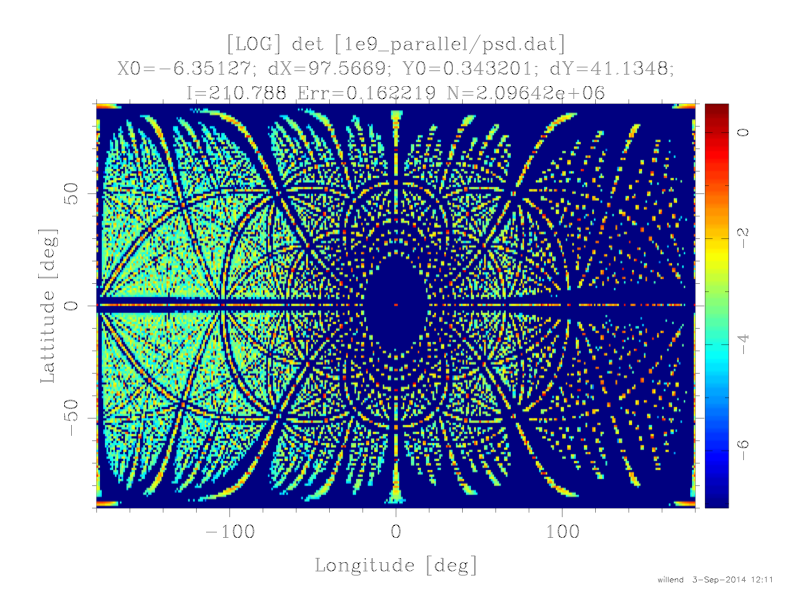 [LOG] det [1e9_parallel/psd.dat]
X0=-6.35127; dX=97.5669; Y0=0.343201; dY=41.1348;
I=210.788 Err=0.162219 N=2.09642e+06
Lattitude [deg]
50
0
-50
0
-2
-4
-6
-100
0
100
Longitude [deg]
willend 3-Sep-2014 12:11